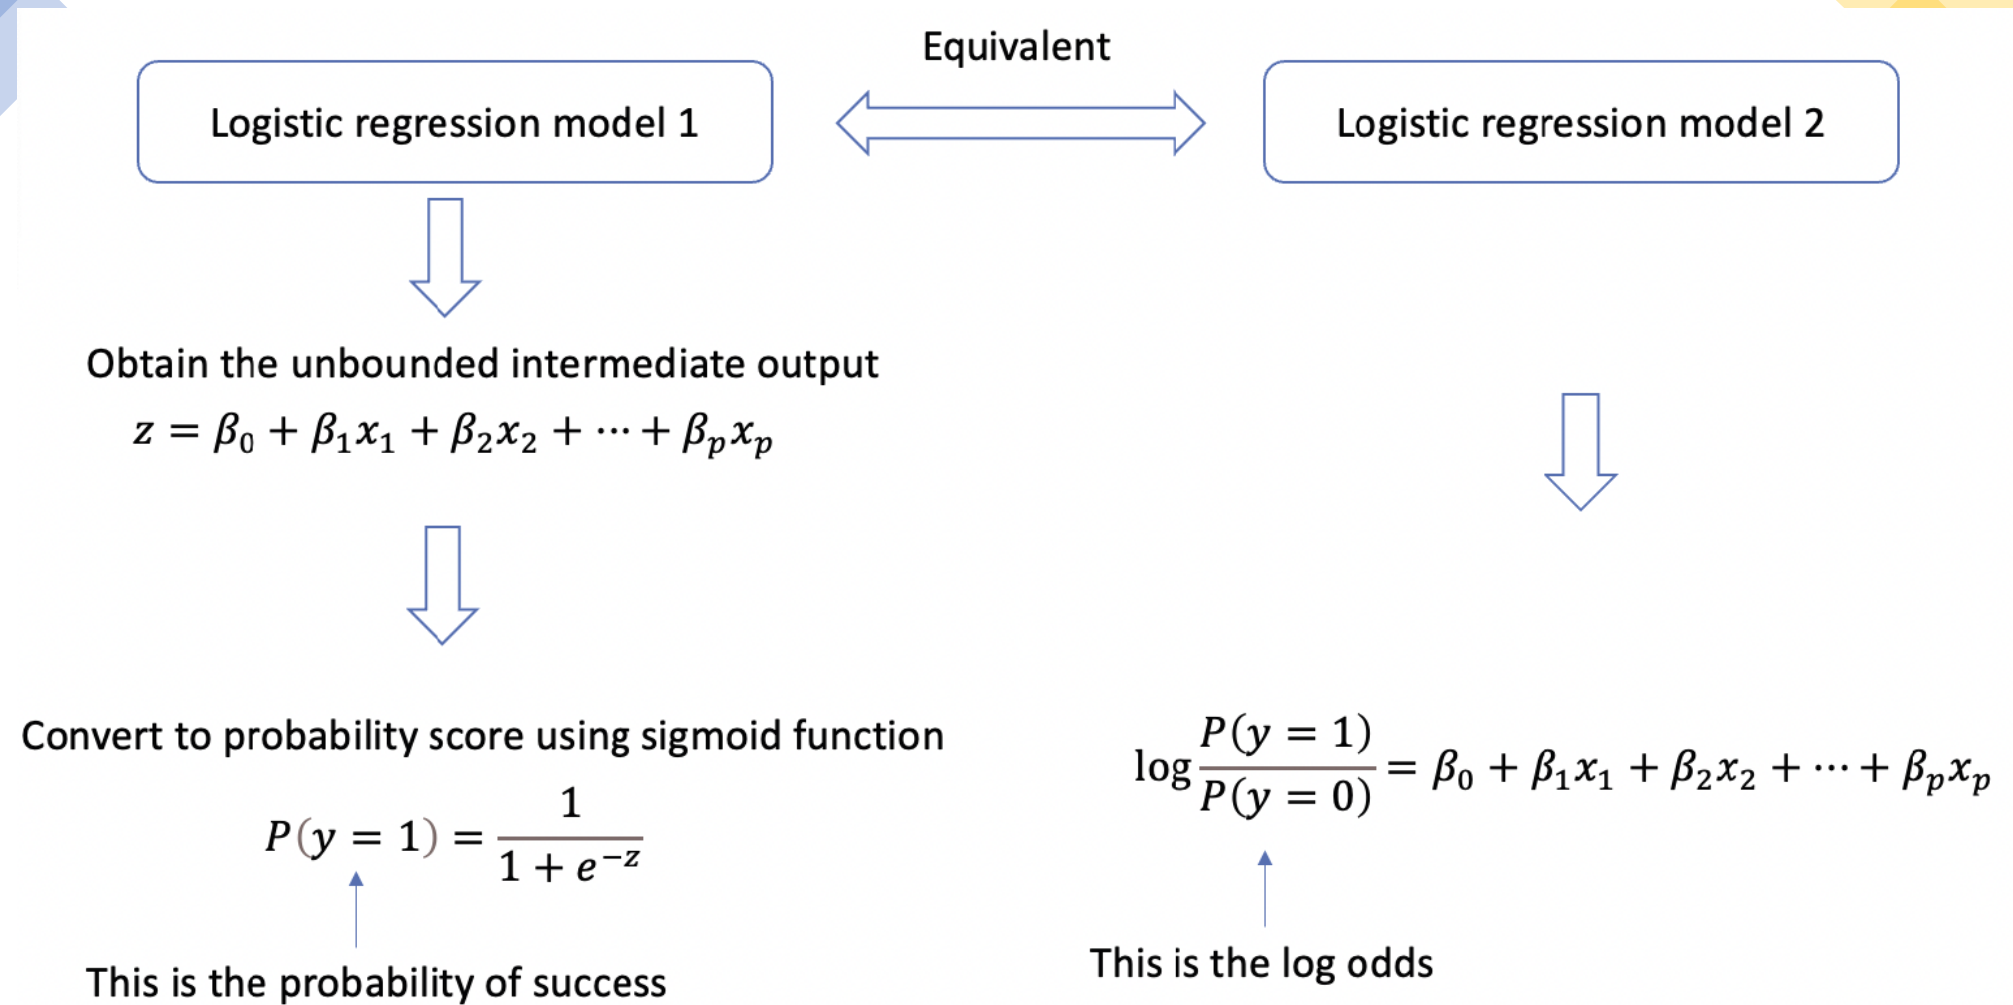 Equivalent
Logistic regression model 1
Logistic regression model 2
Obtain the unbounded intermediate output
z = β₀ + β₁x₁ + β₂x₂ + ⋯ + βₚxₚ
Convert to probability score using sigmoid function
P(y = 1) = 1 / (1 + e^{−z})
This is the probability of success
log P(y = 1) / P(y = 0) = β₀ + β₁x₁ + β₂x₂ + ⋯ + βₚxₚ
This is the log odds